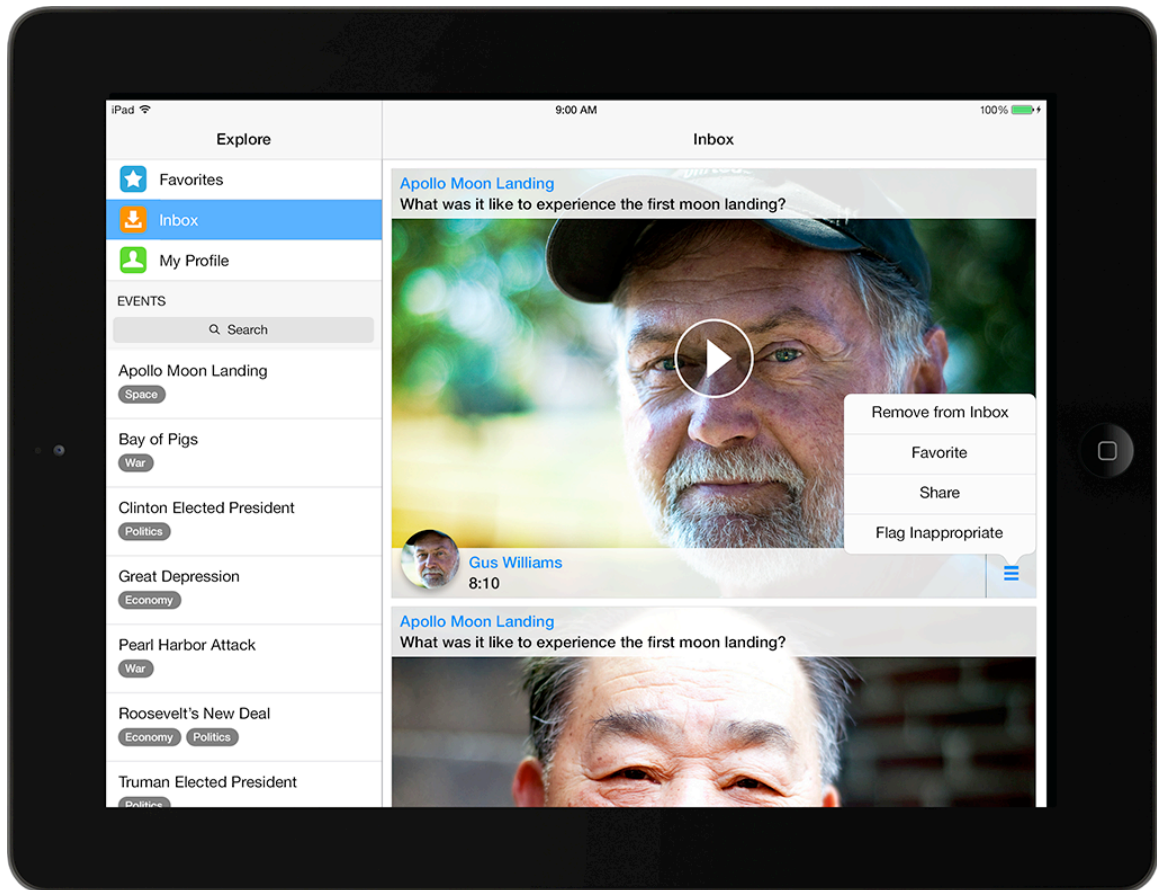 iPad
9:00 AM
100%
Explore
Favorites
Inbox
My Profile
EVENTS
Search
Apollo Moon Landing
Space
Bay of Pigs
War
Clinton Elected President
Politics
Great Depression
Economy
Pearl Harbor Attack
War
Roosevelt's New Deal
Economy Politics
Truman Elected President
Politics
Inbox
Apollo Moon Landing
What was it like to experience the first moon landing?
Remove from Inbox
Favorite
Share
Flag Inappropriate
Gus Williams
8:10
Apollo Moon Landing
What was it like to experience the first moon landing?